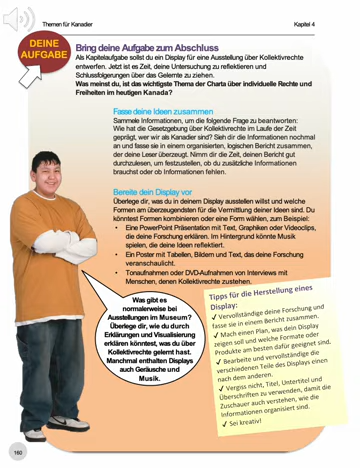 Themen für Kanadier
Kapitel 4
DEINE
AUFGABE
Bring deine Aufgabe zum Abschluss
Als Kapitelaufgabe sollst du ein Display für eine Ausstellung über Kollektivrechte
entwerfen. Jetzt ist es Zeit, deine Untersuchung zu reflektieren und
Schlussfolgerungen über das Gelernte zu ziehen.
Was meinst du, ist das wichtigste Thema der Charta über individuelle Rechte und
Freiheiten im heutigen Kanada?
Fasse deine Ideen zusammen
Sammele Informationen, um die folgende Frage zu beantworten:
Wie hat die Gesetzgebung über Kollektivrechte im Laufe der Zeit
geprägt, wer wir als Kanadier sind? Sieh dir die Informationen nochmal
an und fasse sie in einem organisierten, logischen Bericht zusammen,
der deine Leser überzeugt. Nimm dir die Zeit, deinen Bericht gut
durchzulesen, um festzustellen, ob du zusätzliche Informationen
brauchst oder ob Informationen fehlen.
Bereite dein Display vor
Überlege dir, was du in deinem Display ausstellen willst und welche
Formen am überzeugendsten für die Vermittlung deiner Ideen sind. Du
könntest Formen kombinieren oder eine Form wählen, zum Beispiel:
• Eine PowerPoint Präsentation mit Text, Graphiken oder Videoclips,
die deine Forschung erklären. Im Hintergrund könnte Musik
spielen, die deine Ideen reflektiert.
• Ein Poster mit Tabellen, Bildern und Text, das deine Forschung
veranschaulicht.
• Tonaufnahmen oder DVD-Aufnahmen von Interviews mit
Menschen, denen Kollektivrechte zustehen.
Was gibt es
normalerweise bei
Ausstellungen im Museum?
Überlege dir, wie du durch
Erklärungen und Visualisierung
erklären könntest, was du über
Kollektivrechte gelernt hast.
Manchmal enthalten Displays
auch Geräusche und
Musik.
Tipps für die Herstellung eines
Display:
✓ Vervollständige deine Forschung und
fasse sie in einem Bericht zusammen.
✓ Mach einen Plan, was dein Display
zeigen soll und welche Formate oder
Produkte am besten dafür geeignet sind.
✓ Bearbeite und vervollständige die
verschiedenen Teile des Displays einen
nach dem anderen.
✓ Vergiss nicht, Titel, Untertitel und
Überschriften zu verwenden, damit die
Zuschauer auch verstehen, wie die
Informationen organisiert sind.
✓ Sei kreativ!
160